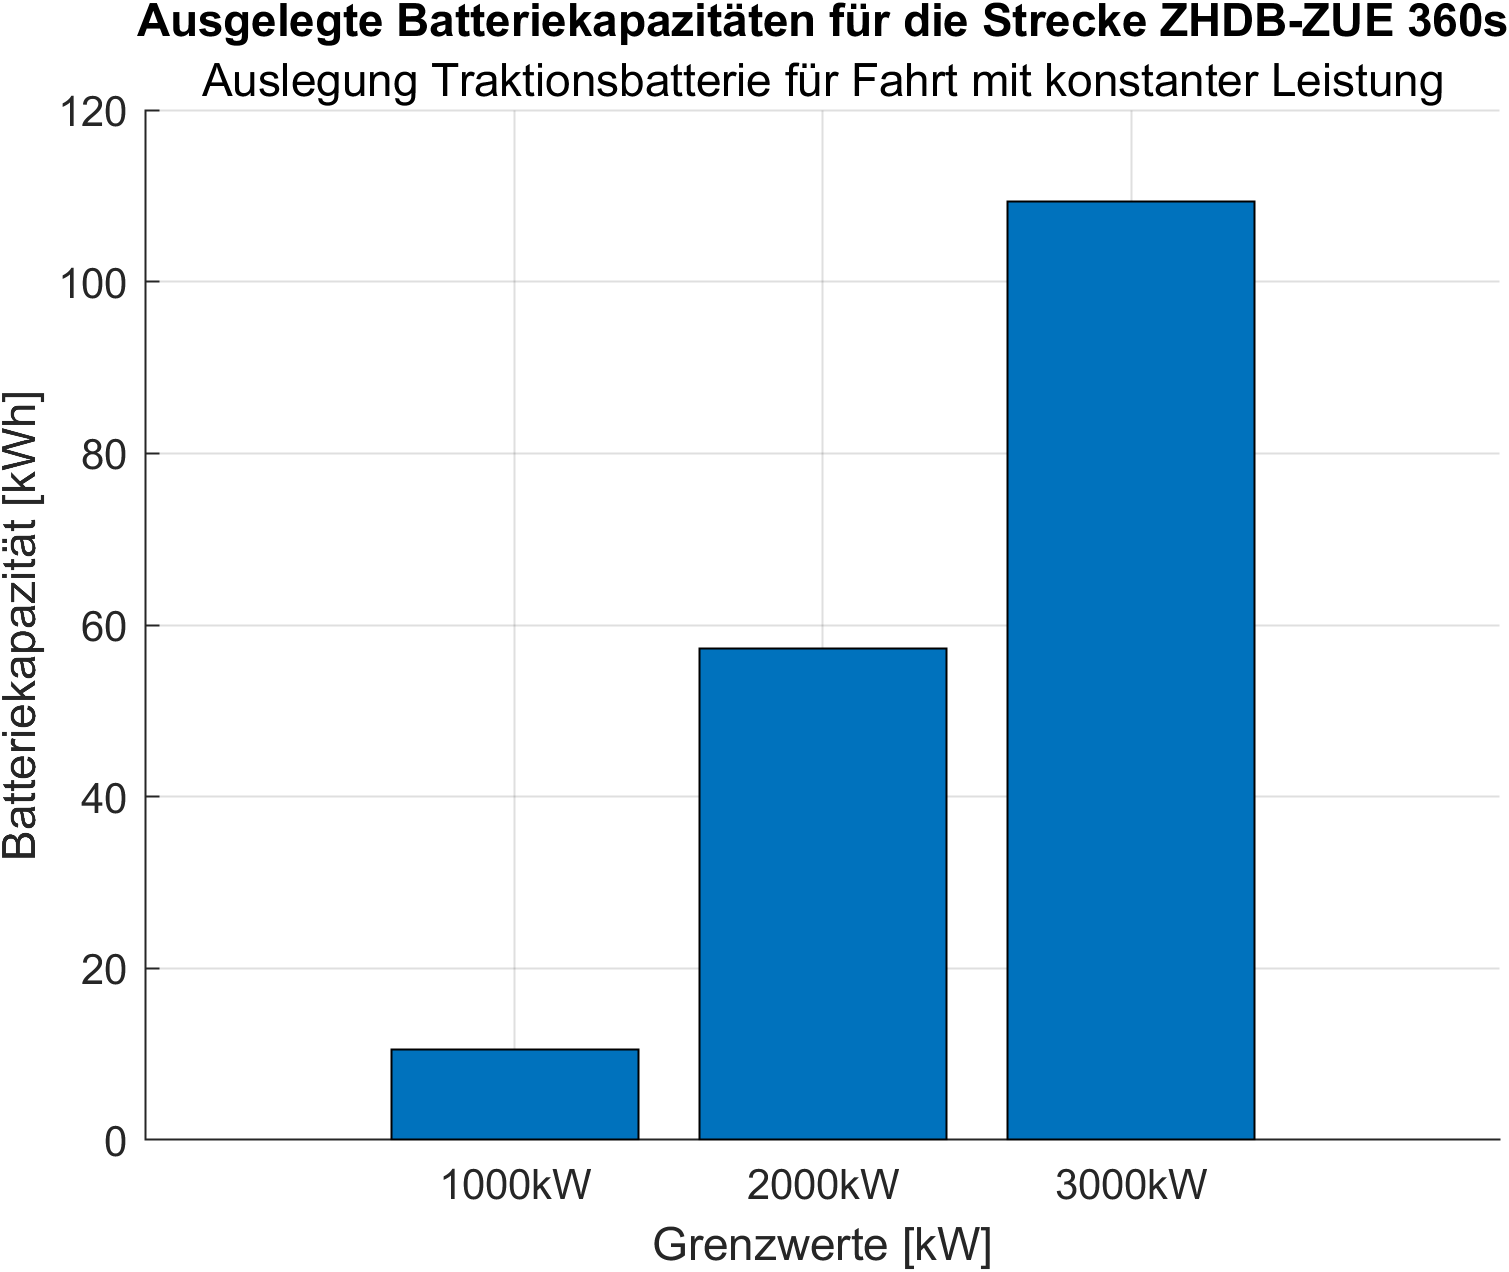 Ausgelegte Batteriekapazitäten für die Strecke ZHDB-ZUE 360s
Auslegung Traktionsbatterie für Fahrt mit konstanter Leistung
120
100
80
60
40
20
0
Batteriekapazität [kWh]
1000kW 2000kW 3000kW
Grenzwerte [kW]